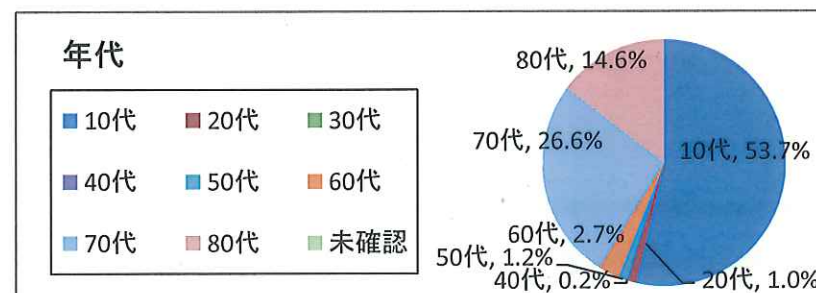 年代
10代 20代 30代
40代 50代 60代
70代 80代 未確認
80代, 14.6%
70代, 26.6%
10代, 53.7%
60代, 2.7%
50代, 1.2%
40代, 0.2%
20代, 1.0%